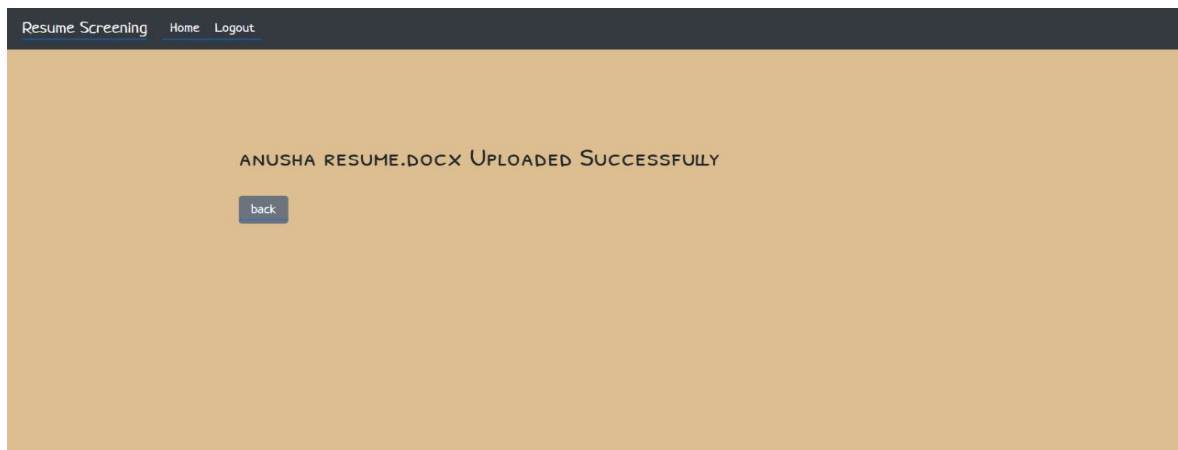 Resume Screening Home Logout
ANUSHA RESUME.DOCX UPLOADED SUCCESSFULLY
back